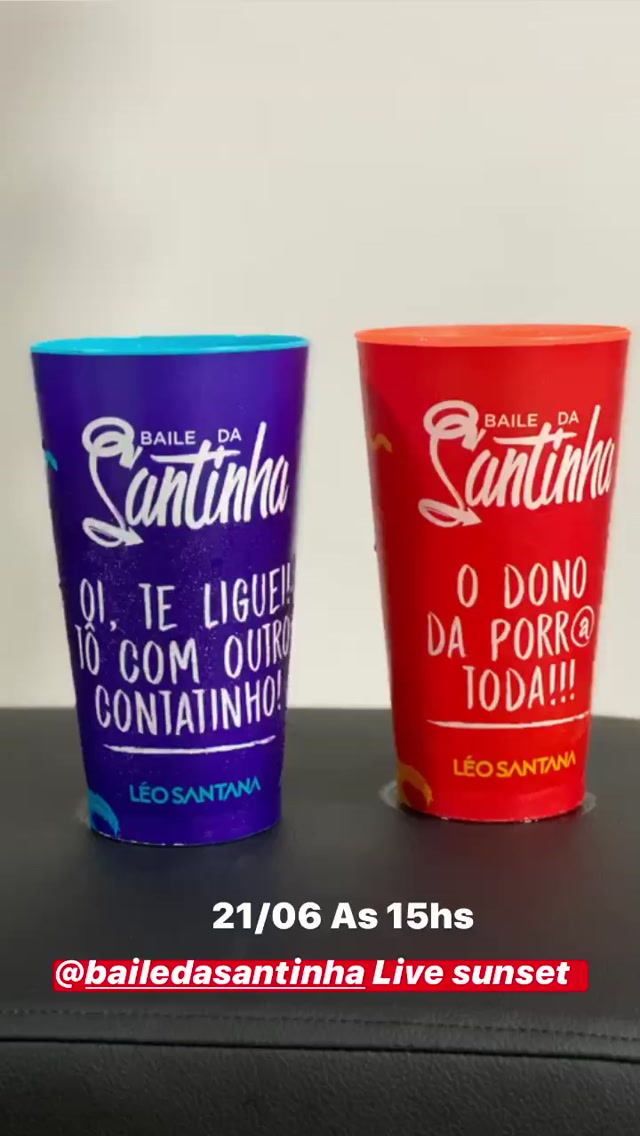 BAILE DA
Santinha
OI, TE LIGUEI!
TÔ COM OUTRO
CONTATINHO!
LÉO SANTANA
BAILE DA
Santinha
O DONO
DA PORR@
TODA!!!
LÉO SANTANA
21/06 As 15hs
@bailedasantinha Live sunset